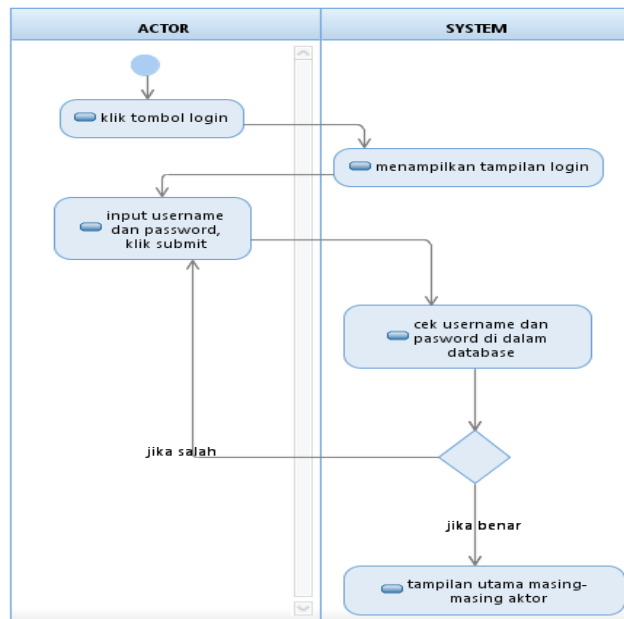 ACTOR
SYSTEM
klik tombol login
menampilkan tampilan login
input username
dan password,
klik submit
cek username dan
pasword di dalam
database
jika salah
jika benar
tampilan utama masing-
masing aktor